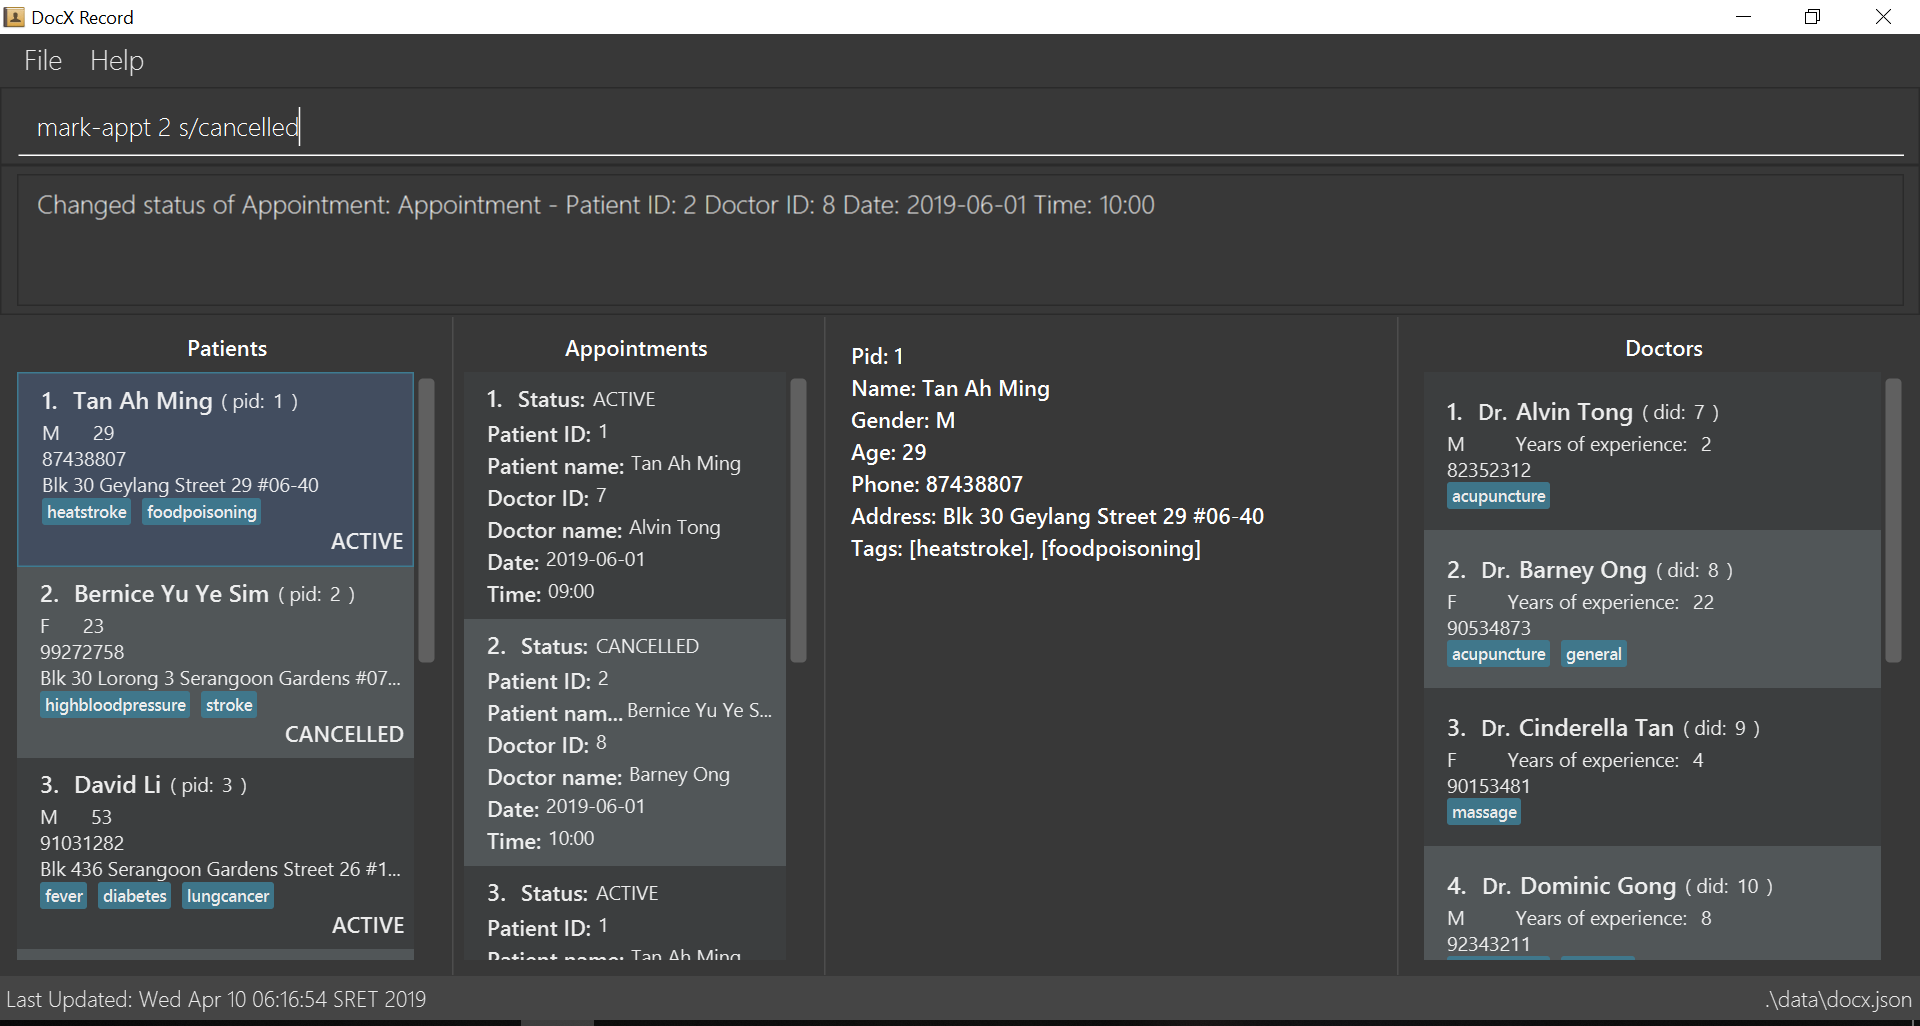 DocX Record
File Help
mark-appt 2 s/cancelled
Changed status of Appointment: Appointment - Patient ID: 2 Doctor ID: 8 Date: 2019-06-01 Time: 10:00
Patients
1. Tan Ah Ming ( pid: 1 )
M 29
87438807
Blk 30 Geylang Street 29 #06-40
heatstroke foodpoisoning
ACTIVE
2. Bernice Yu Ye Sim ( pid: 2 )
F 23
99272758
Blk 30 Lorong 3 Serangoon Gardens #07...
highbloodpressure stroke
CANCELLED
3. David Li ( pid: 3 )
M 53
91031282
Blk 436 Serangoon Gardens Street 26 #1...
fever diabetes lungcancer
ACTIVE
Appointments
1. Status: ACTIVE
Patient ID: 1
Patient name: Tan Ah Ming
Doctor ID: 7
Doctor name: Alvin Tong
Date: 2019-06-01
Time: 09:00
2. Status: CANCELLED
Patient ID: 2
Patient nam... Bernice Yu Ye S...
Doctor ID: 8
Doctor name: Barney Ong
Date: 2019-06-01
Time: 10:00
3. Status: ACTIVE
Patient ID: 1
Patient name: Tan Ah Ming
Pid: 1
Name: Tan Ah Ming
Gender: M
Age: 29
Phone: 87438807
Address: Blk 30 Geylang Street 29 #06-40
Tags: [heatstroke], [foodpoisoning]
Doctors
1. Dr. Alvin Tong ( did: 7 )
M Years of experience: 2
82352312
acupuncture
2. Dr. Barney Ong ( did: 8 )
F Years of experience: 22
90534873
acupuncture general
3. Dr. Cinderella Tan ( did: 9 )
F Years of experience: 4
90153481
massage
4. Dr. Dominic Gong ( did: 10 )
M Years of experience: 8
92343211
Last Updated: Wed Apr 10 06:16:54 SRET 2019
.\data\docx.json